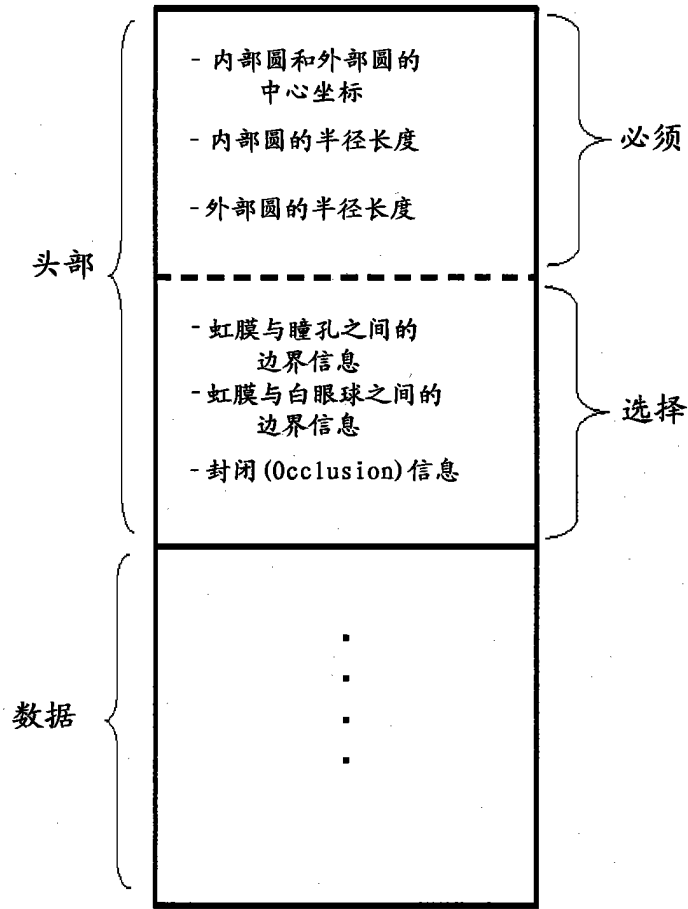 - 内部圆和外部圆的
中心坐标
- 内部圆的半径长度
- 外部圆的半径长度
必须
头部
- 虹膜与瞳孔之间的
边界信息
- 虹膜与白眼球之间的
边界信息
- 封闭(Occlusion)信息
选择
数据